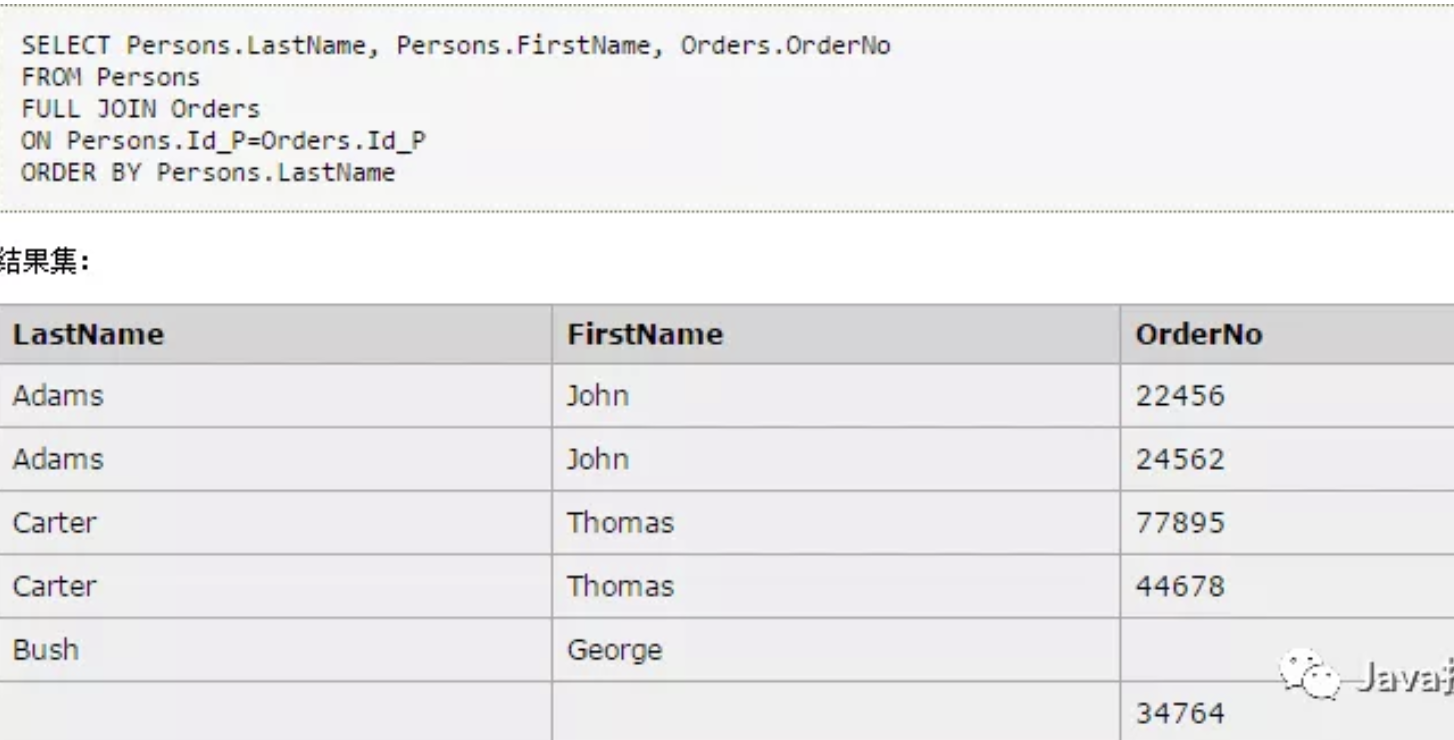 SELECT Persons.LastName, Persons.FirstName, Orders.OrderNo
FROM Persons
FULL JOIN Orders
ON Persons.Id_P=Orders.Id_P
ORDER BY Persons.LastName
结果集：
LastName FirstName OrderNo
Adams John 22456
Adams John 24562
Carter Thomas 77895
Carter Thomas 44678
Bush George
Java
34764